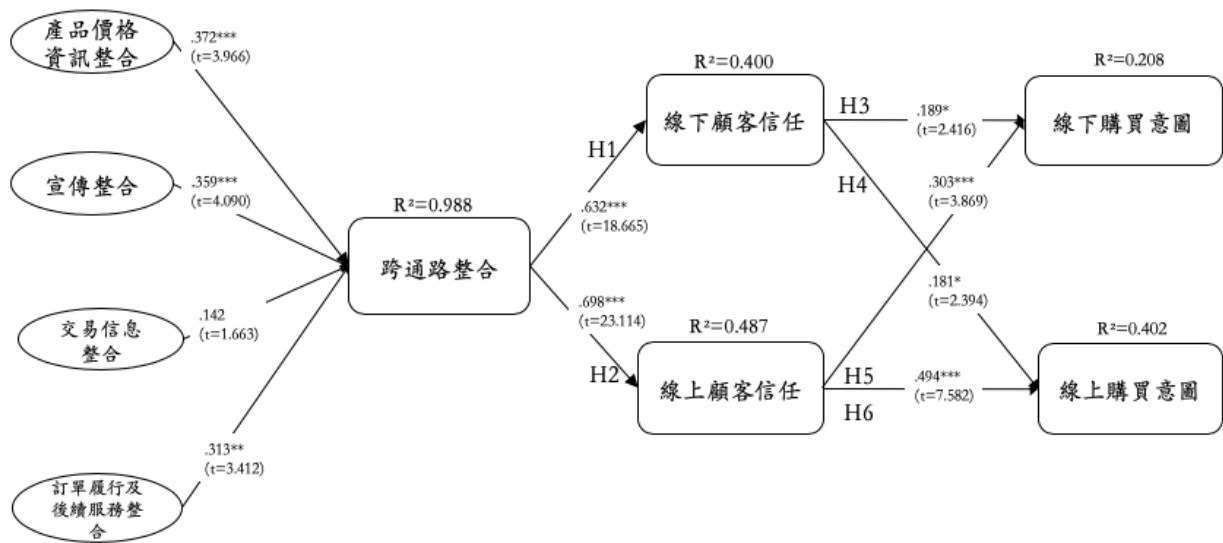 產品價格
資訊整合
.372***
(t=3.966)
宣傳整合
.359***
(t=4.090)
交易信息
整合
.142
(t=1.663)
訂單履行及
後續服務整
合
.313**
(t=3.412)
R²=0.988
跨通路整合
H1
.632***
(t=18.665)
.698***
(t=23.114)
H2
R²=0.400
線下顧客信任
R²=0.487
線上顧客信任
H3
.189*
(t=2.416)
H4
.303***
(t=3.869)
.181*
(t=2.394)
H5
H6
.494***
(t=7.582)
R²=0.208
線下購買意圖
R²=0.402
線上購買意圖